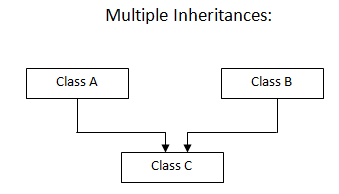 Multiple Inheritances:
Class A
Class B
Class C